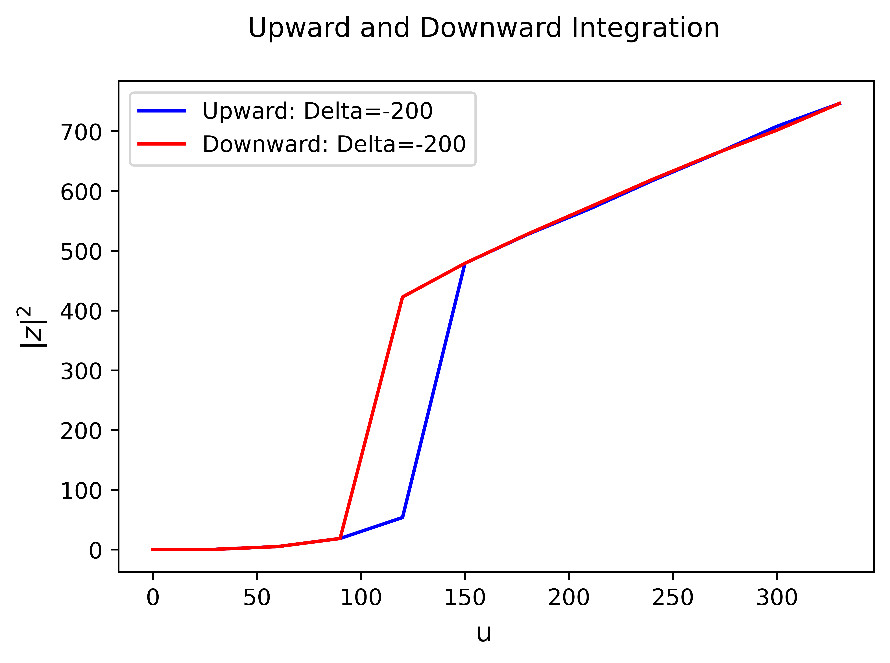 Upward and Downward Integration
Upward: Delta=-200
Downward: Delta=-200
700
600
500
400
300
200
100
0
|z|²
0 50 100 150 200 250 300
u